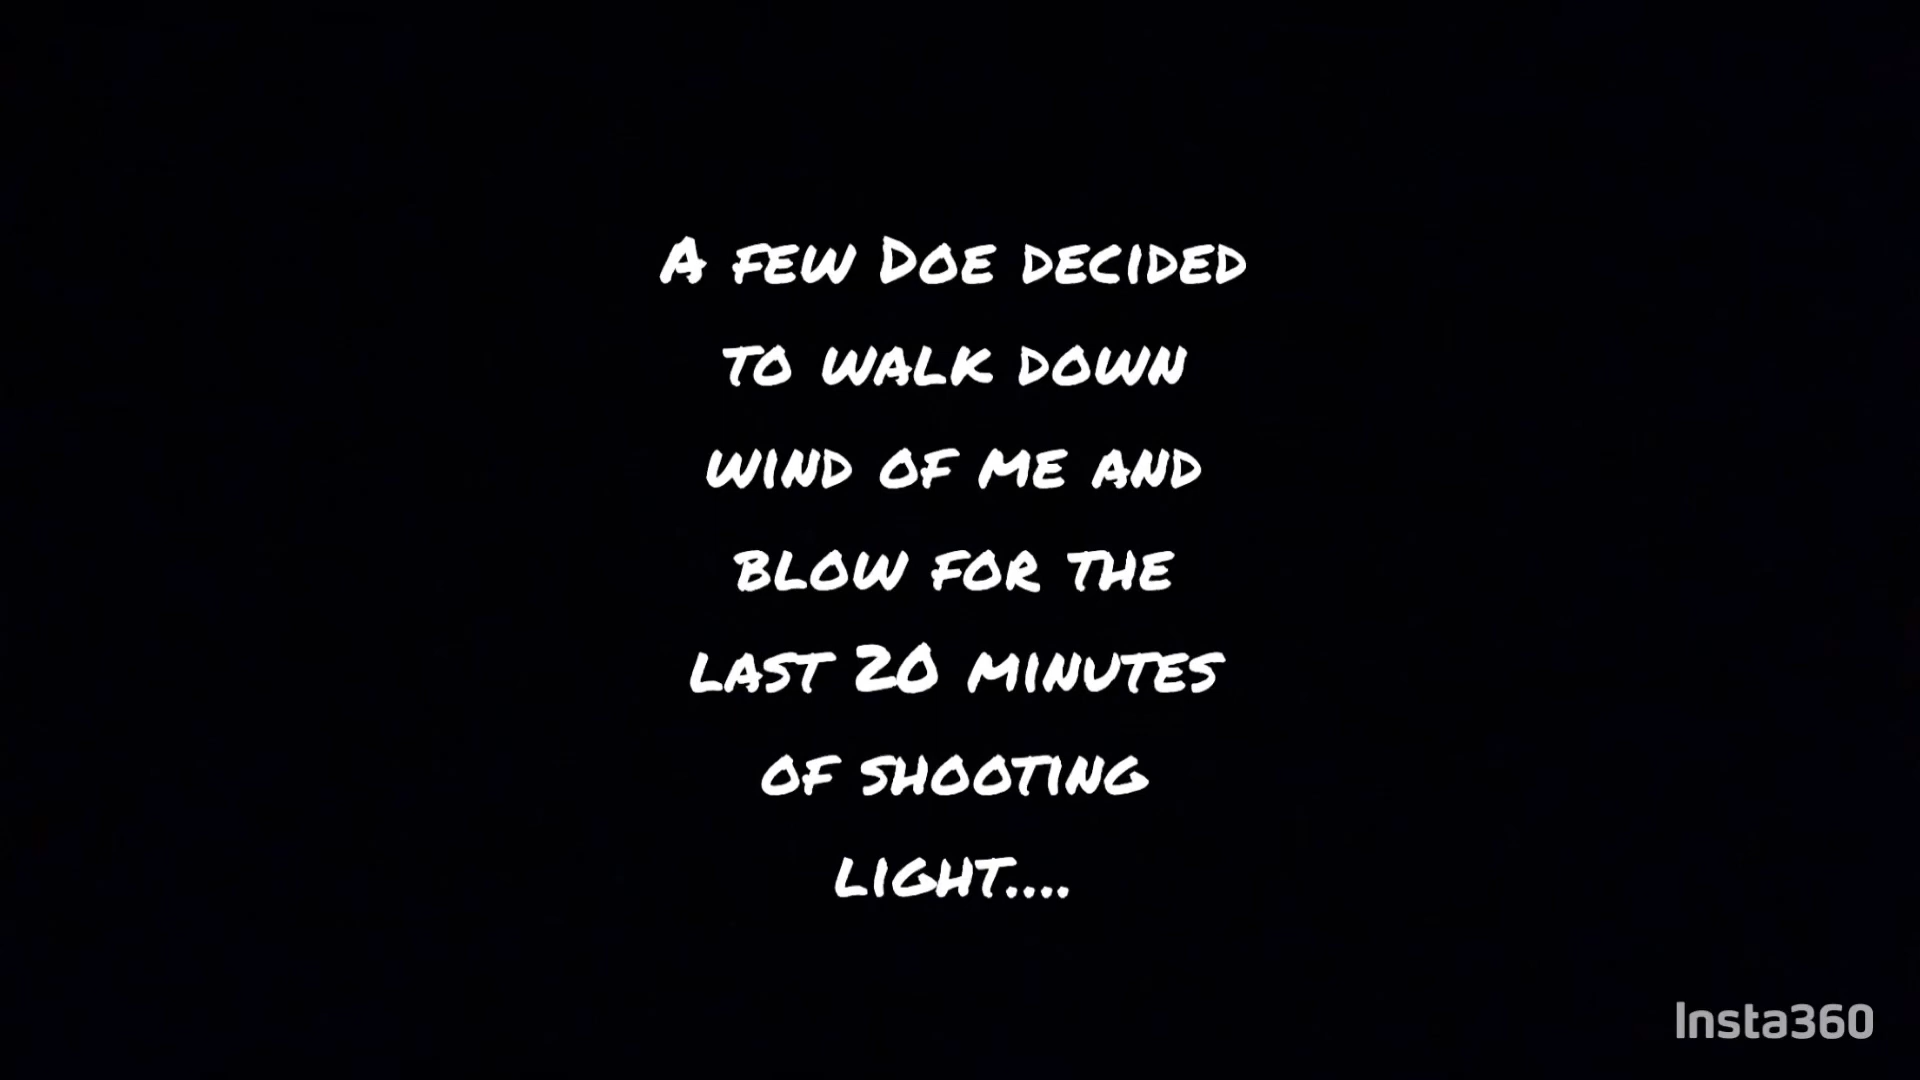 A few Doe decided
to walk down
wind of me and
blow for the
last 20 minutes
of shooting
light....
Insta360